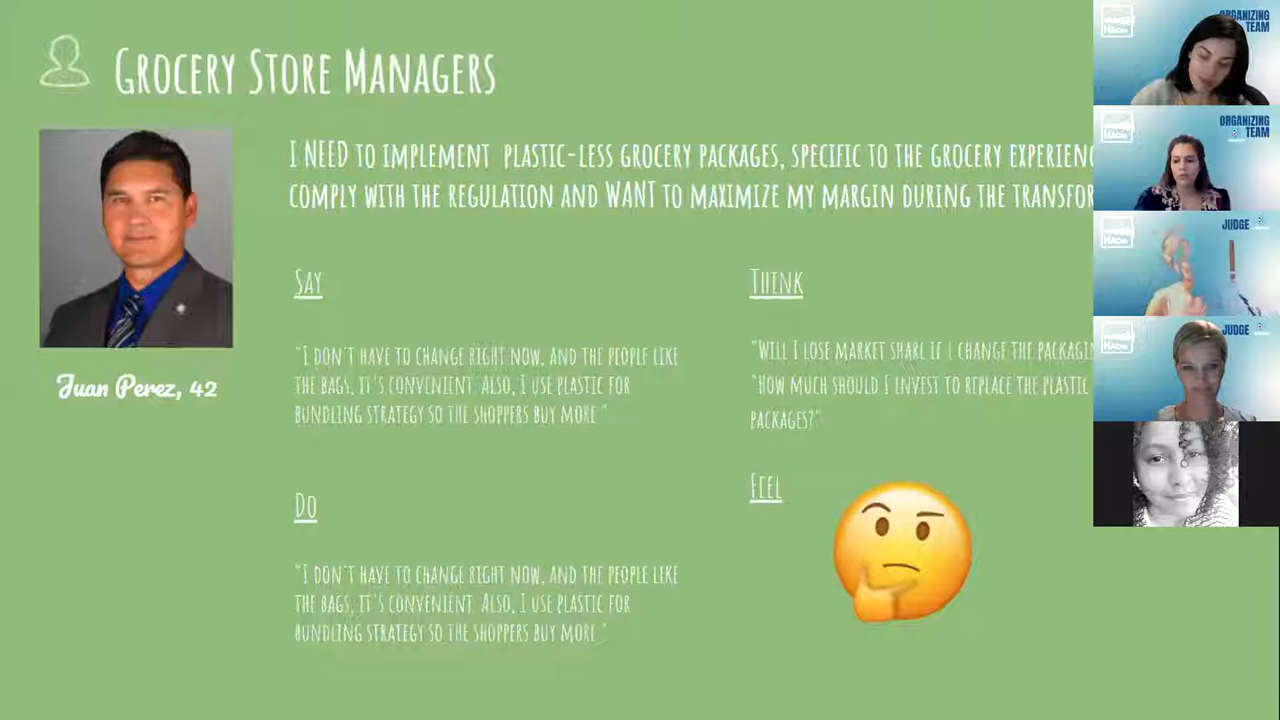 GROCERY STORE MANAGERS
I NEED TO IMPLEMENT PLASTIC-LESS GROCERY PACKAGES, SPECIFIC TO THE GROCERY EXPERIENC
COMPLY WITH THE REGULATION AND WANT TO MAXIMIZE MY MARGIN DURING THE TRANSFOR
Juan Perez, 42
SAY
"I DON'T HAVE TO CHANGE RIGHT NOW, AND THE PEOPLE LIKE
THE BAGS, IT'S CONVENIENT. ALSO, I USE PLASTIC FOR
BUNDLING STRATEGY SO THE SHOPPERS BUY MORE."
THINK
"WILL I LOSE MARKET SHARE IF I CHANGE THE PACKAGIN
"HOW MUCH SHOULD I INVEST TO REPLACE THE PLASTIC
PACKAGES?"
DO
"I DON'T HAVE TO CHANGE RIGHT NOW, AND THE PEOPLE LIKE
THE BAGS, IT'S CONVENIENT. ALSO, I USE PLASTIC FOR
BUNDLING STRATEGY SO THE SHOPPERS BUY MORE."
FEEL
ORGANIZING
TEAM
ORGANIZING
TEAM
JUDGE
JUDGE